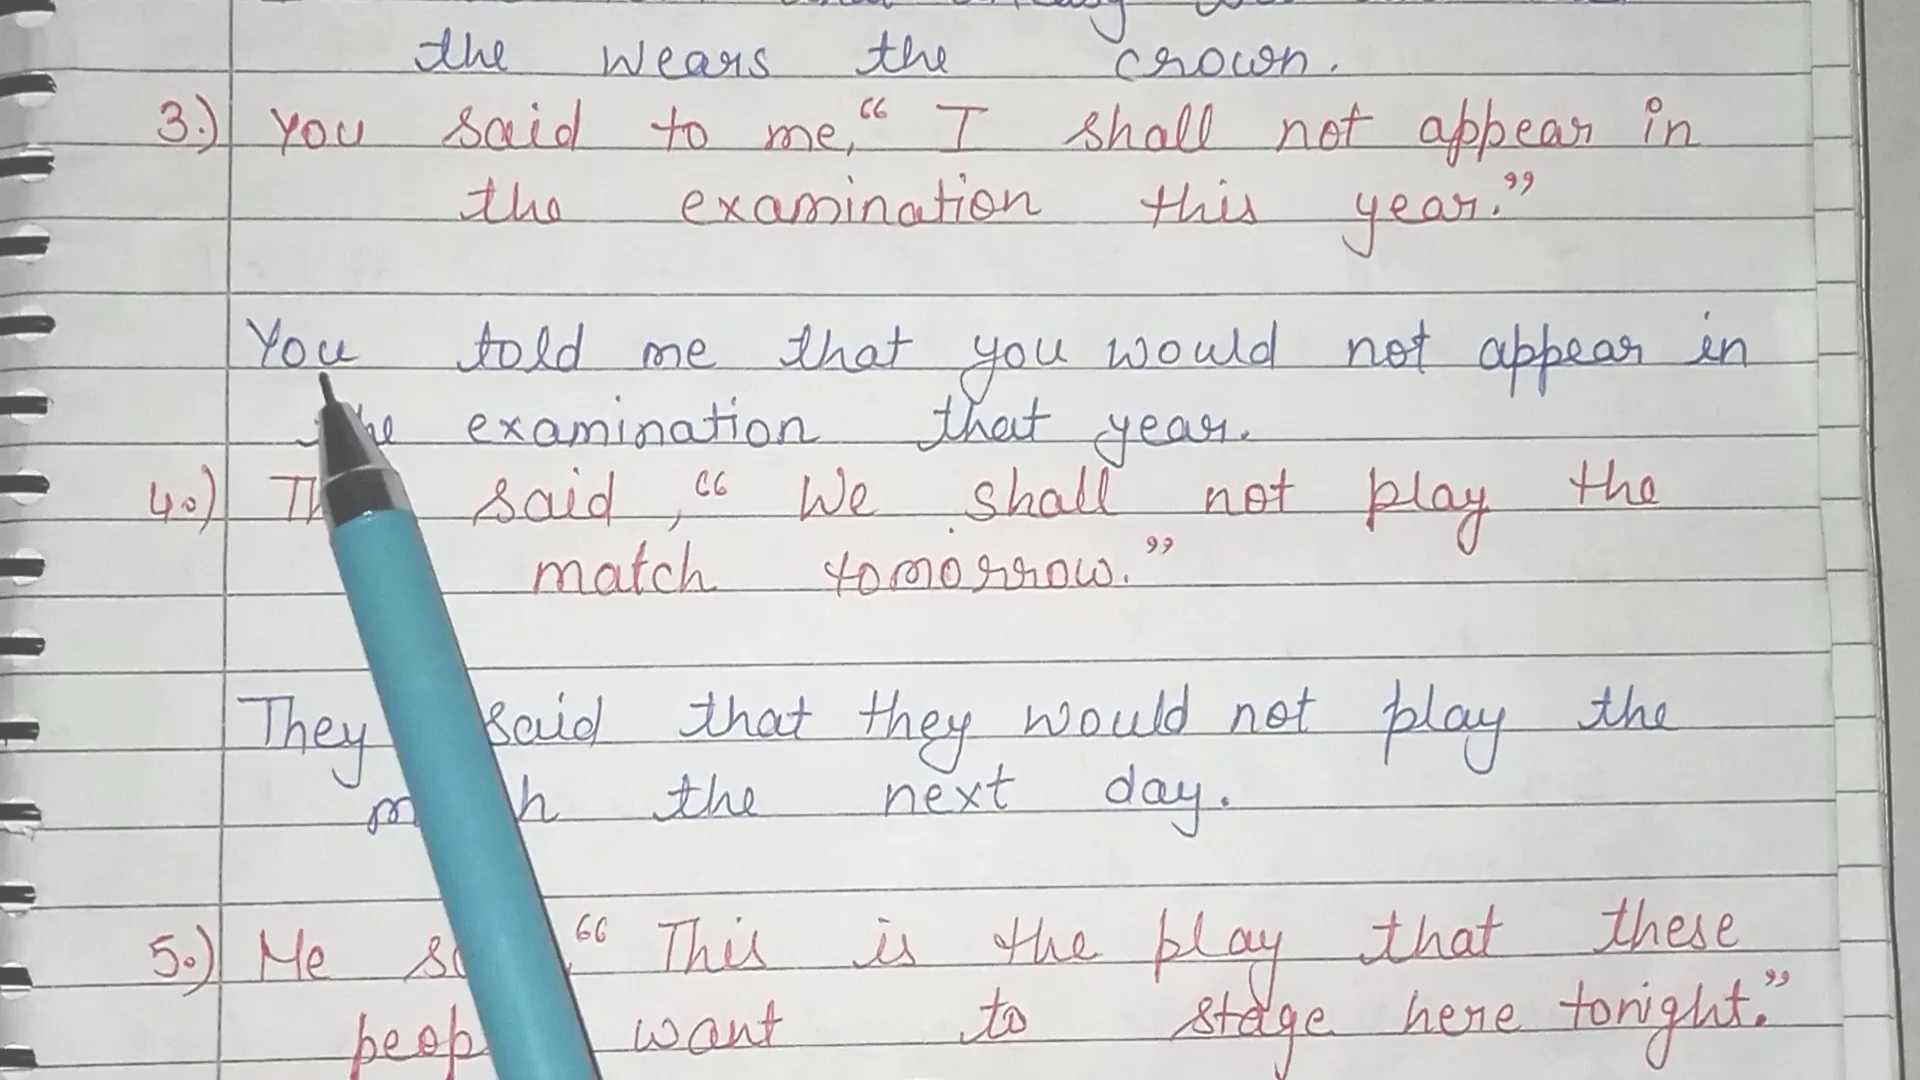 the wears the crown.
3.) You said to me, “ I shall not appear in
the examination this year.”
You told me that you would not appear in
the examination that year.
4.) said, “ We shall not play the
match tomorrow.”
They said that they would not play the
the next day.
5.) “ This is the play that these
want to stage here tonight.”